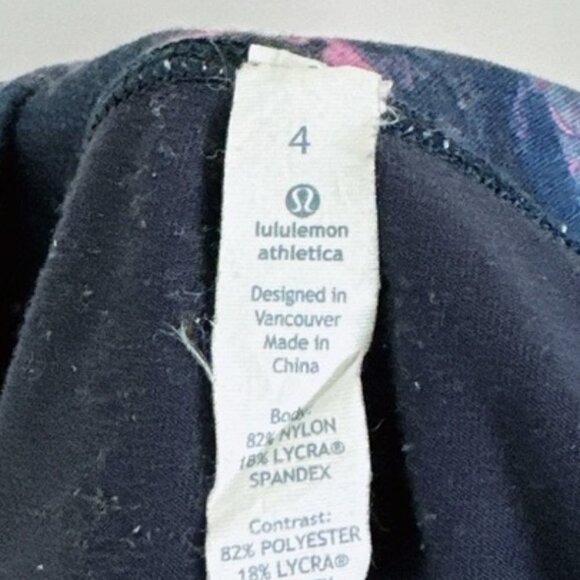 4
lululemon
athletica
Designed in
Vancouver
Made in
China
Body:
82% NYLON
18% LYCRA®
SPANDEX
Contrast:
82% POLYESTER
18% LYCRA®